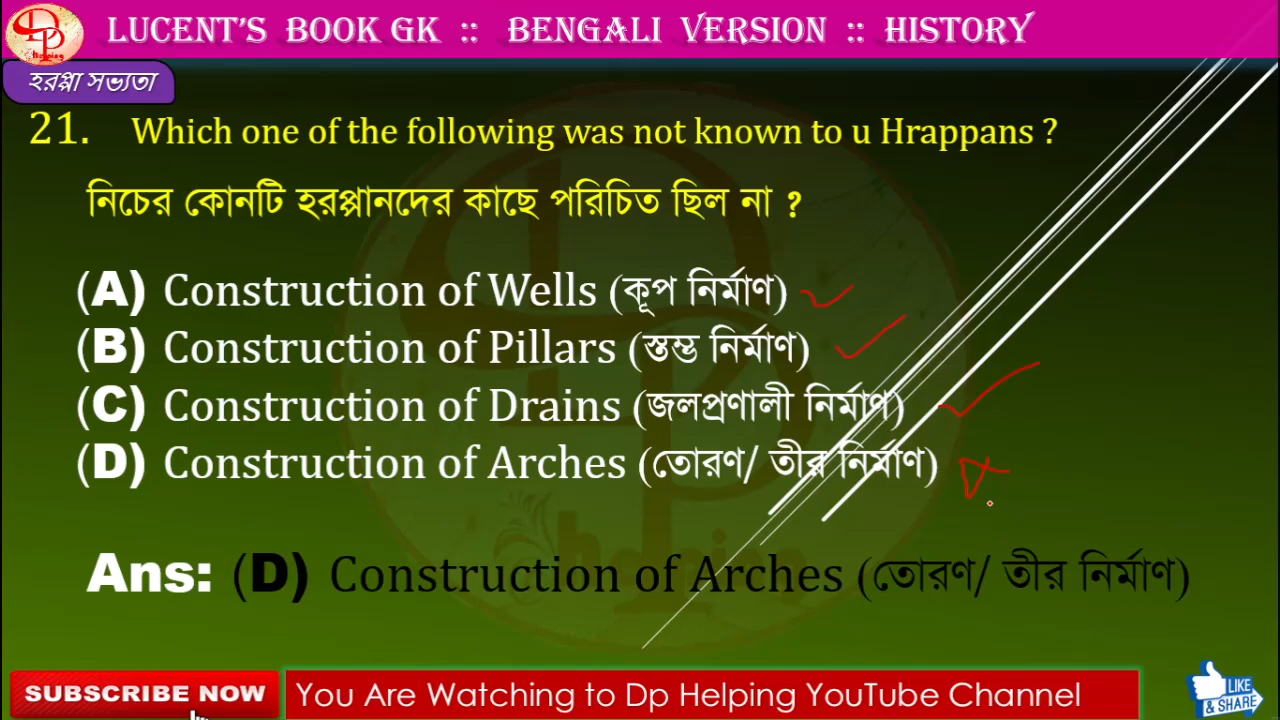 LUCENT'S BOOK GK :: BENGALI VERSION :: HISTORY
হরপ্পা সভ্যতা
21. Which one of the following was not known to u Hrappans ?
নিচের কোনটি হরপ্পানদের কাছে পরিচিত ছিল না ?
(A) Construction of Wells (কূপ নির্মাণ)
(B) Construction of Pillars (স্তম্ভ নির্মাণ)
(C) Construction of Drains (জলপ্রণালী নির্মাণ)
(D) Construction of Arches (তোরণ/ তীর নির্মাণ)
Ans: (D) Construction of Arches (তোরণ/ তীর নির্মাণ)
SUBSCRIBE NOW
You Are Watching to Dp Helping YouTube Channel
LIKE
& SHARE